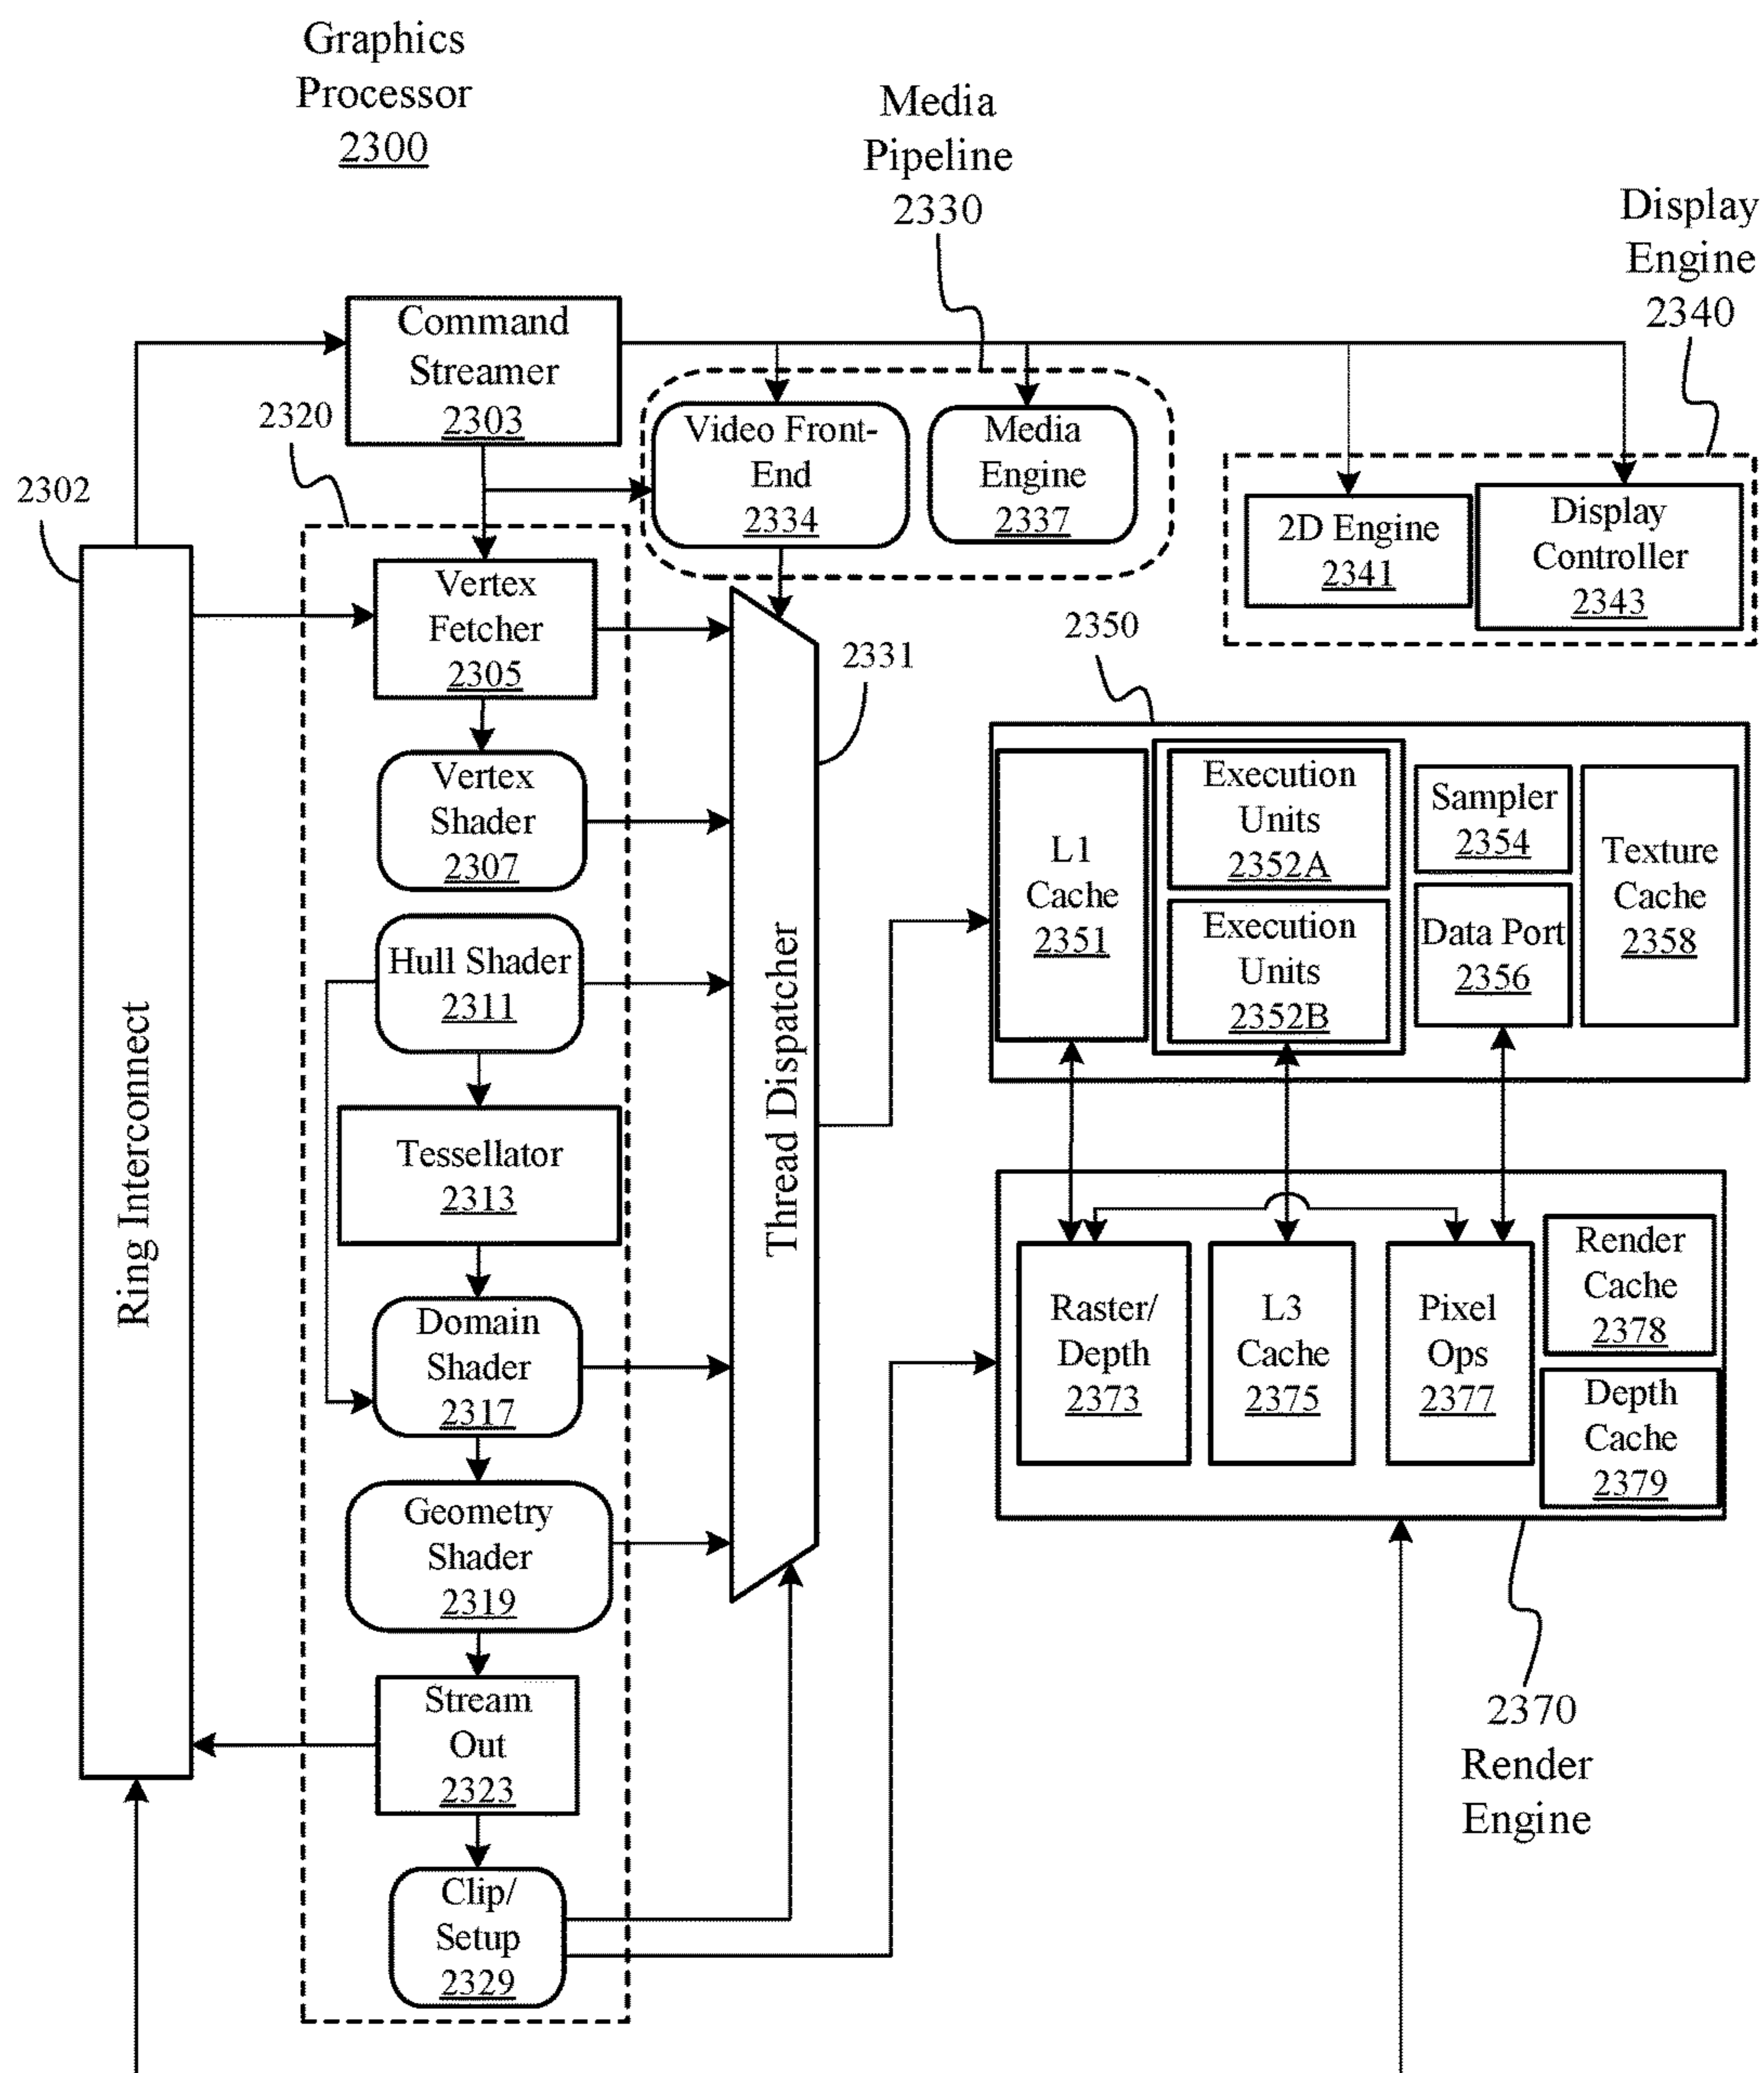 Graphics
Processor
2300
Media
Pipeline
2330
Display
Engine
2340
Command
Streamer
2303
2320
2302
Video Front-
End
2334
Media
Engine
2337
2D Engine
2341
Display
Controller
2343
Vertex
Fetcher
2305
2350
2331
Vertex
Shader
2307
L1
Cache
2351
Execution
Units
2352A
Execution
Units
2352B
Sampler
2354
Data Port
2356
Texture
Cache
2358
Hull Shader
2311
Ring Interconnect
Thread Dispatcher
Tessellator
2313
Domain
Shader
2317
Raster/
Depth
2373
L3
Cache
2375
Pixel
Ops
2377
Render
Cache
2378
Depth
Cache
2379
Geometry
Shader
2319
Stream
Out
2323
2370
Render
Engine
Clip/
Setup
2329